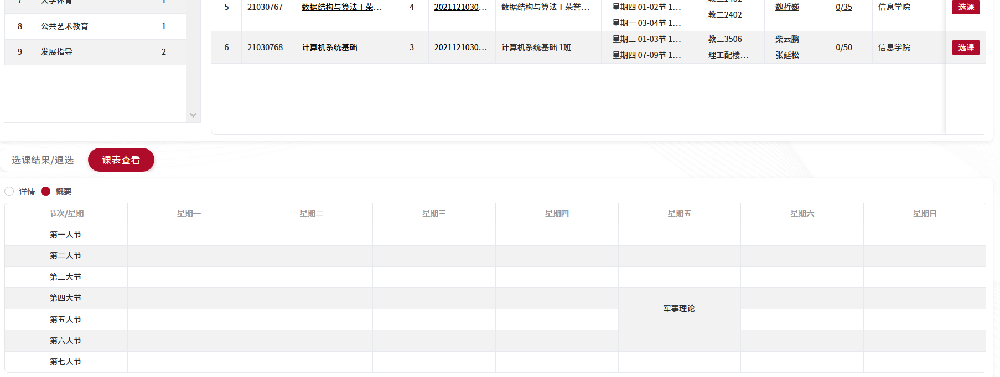 7 大学体育 1
8 公共艺术教育 1
9 发展指导 2
5 21030767 数据结构与算法 I 荣... 4 2021121030... 数据结构与算法 I 荣誉... 星期四 01-02节 1... 魏哲巍 0/35 信息学院 选课
教二2402
星期一 03-04节 1...
6 21030768 计算机系统基础 3 2021121030... 计算机系统基础 1班 星期三 01-03节 1... 教三3506 柴云鹏 0/50 信息学院 选课
星期四 07-09节 1... 理工配楼... 张延松
选课结果/退选 课表查看
详情 概要
节次/星期 星期一 星期二 星期三 星期四 星期五 星期六 星期日
第一大节
第二大节
第三大节
第四大节
军事理论
第五大节
第六大节
第七大节